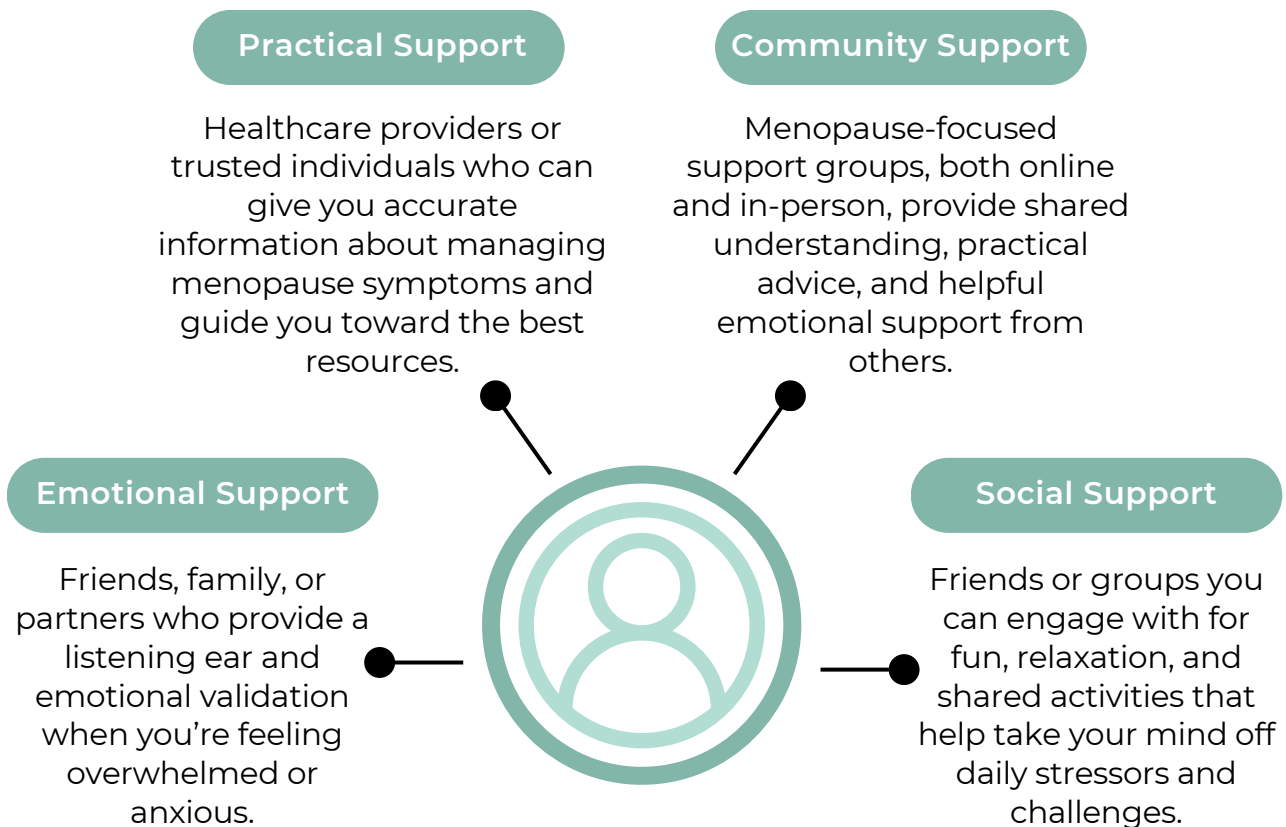 Practical Support
Healthcare providers or
trusted individuals who can
give you accurate
information about managing
menopause symptoms and
guide you toward the best
resources.
Community Support
Menopause-focused
support groups, both online
and in-person, provide shared
understanding, practical
advice, and helpful
emotional support from
others.
Emotional Support
Friends, family, or
partners who provide a
listening ear and
emotional validation
when you’re feeling
overwhelmed or
anxious.
Social Support
Friends or groups you
can engage with for
fun, relaxation, and
shared activities that
help take your mind off
daily stressors and
challenges.